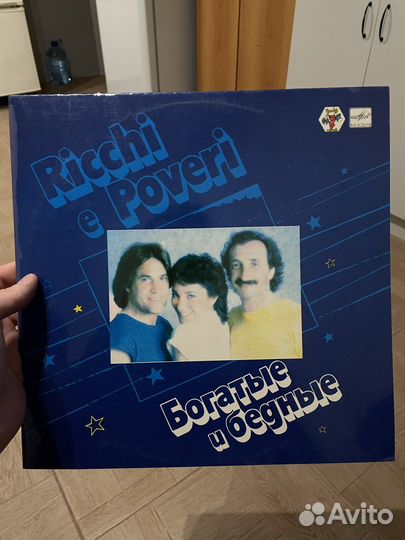 Ricchi
e Poveri
Богатые
и бедные
Avito